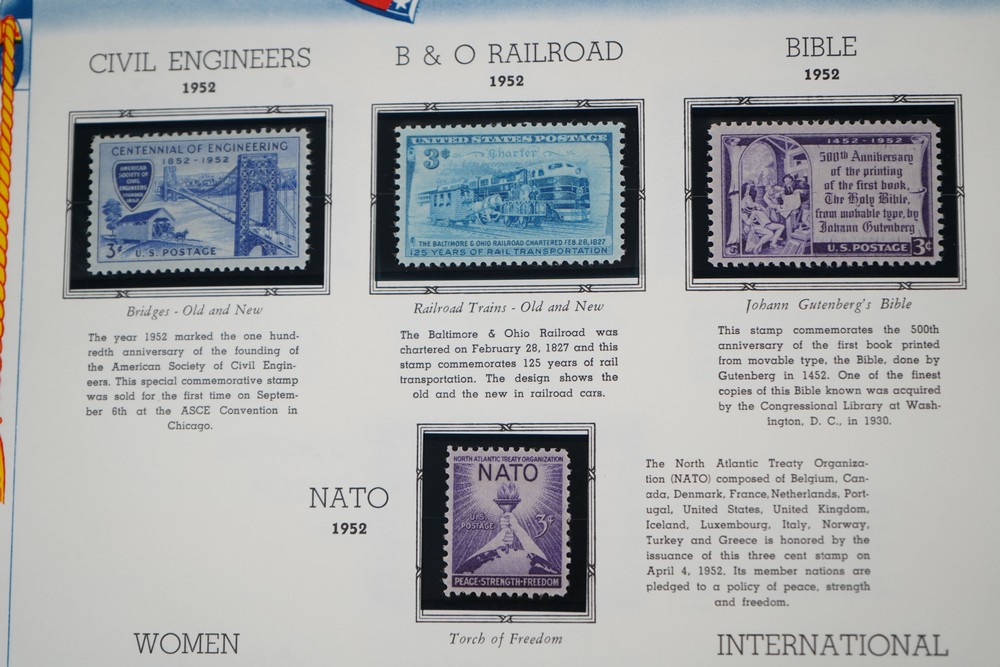 CIVIL ENGINEERS
1952
CENTENNIAL OF ENGINEERING
1852-1952
AMERICAN
SOCIETY OF
CIVIL
ENGINEERS
FOUNDED
3¢
U.S. POSTAGE
Bridges - Old and New
The year 1952 marked the one hund-
redth anniversary of the founding of
the American Society of Civil Engin-
eers. This special commemorative stamp
was sold for the first time on Septem-
ber 6th at the ASCE Convention in
Chicago.
B & O RAILROAD
1952
UNITED STATES POSTAGE
3¢
Charter
THE BALTIMORE & OHIO RAILROAD CHARTERED FEB. 28, 1827
125 YEARS OF RAIL TRANSPORTATION
Railroad Trains - Old and New
The Baltimore & Ohio Railroad was
chartered on February 28, 1827 and this
stamp commemorates 125 years of rail
transportation. The design shows the
old and the new in railroad cars.
BIBLE
1952
1452-1952
500th Anniversary
of the printing
of the first book,
The Holy Bible,
from movable type, by
Johann Gutenberg
U.S. POSTAGE 3¢
Johann Gutenberg's Bible
This stamp commemorates the 500th
anniversary of the first book printed
from movable type, the Bible, done by
Gutenberg in 1452. One of the finest
copies of this Bible known was acquired
by the Congressional Library at Wash-
ington, D. C., in 1930.
NATO
1952
NORTH ATLANTIC TREATY ORGANIZATION
NATO
U.S.
POSTAGE
3¢
PEACE-STRENGTH-FREEDOM
Torch of Freedom
The North Atlantic Treaty Organiza-
tion (NATO) composed of Belgium, Can-
ada, Denmark, France, Netherlands, Port-
ugal, United States, United Kingdom,
Iceland, Luxembourg, Italy, Norway,
Turkey and Greece is honored by the
issuance of this three cent stamp on
April 4, 1952. Its member nations are
pledged to a policy of peace, strength
and freedom.
WOMEN
INTERNATIONAL